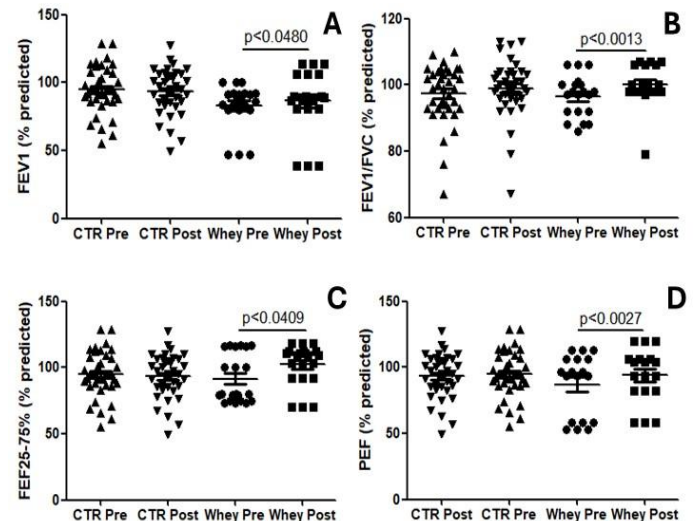 A
150
100
50
0
FEV1 (% predicted)
p<0.0480
CTR Pre CTR Post Whey Pre Whey Post
B
120
100
80
60
FEV1/FVC (% predicted)
p<0.0013
CTR Pre CTR Post Whey Pre Whey Post
C
150
100
50
0
FEF25-75% (% predicted)
p<0.0409
CTR Pre CTR Post Whey Pre Whey Post
D
150
100
50
0
PEF (% predicted)
p<0.0027
CTR Post CTR Pre Whey Pre Whey Post